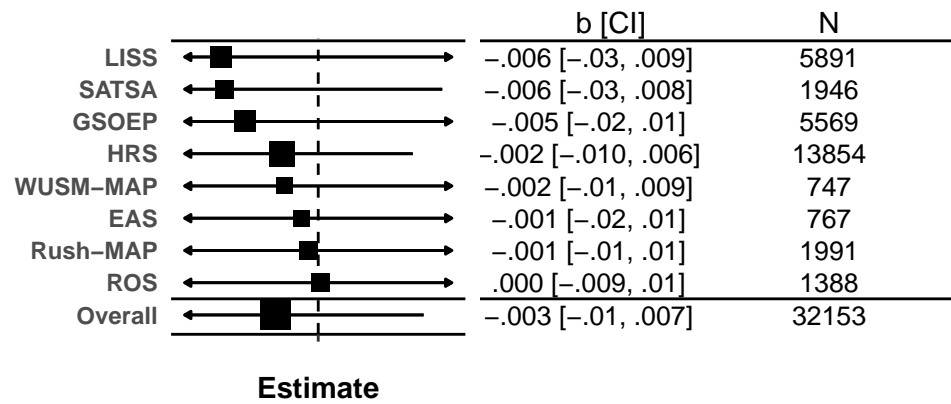 b [CI] N
LISS −.006 [−.03, .009] 5891
SATSA −.006 [−.03, .008] 1946
GSOEP −.005 [−.02, .01] 5569
HRS −.002 [−.010, .006] 13854
WUSM−MAP −.002 [−.01, .009] 747
EAS −.001 [−.02, .01] 767
Rush−MAP −.001 [−.01, .01] 1991
ROS .000 [−.009, .01] 1388
Overall −.003 [−.01, .007] 32153
Estimate